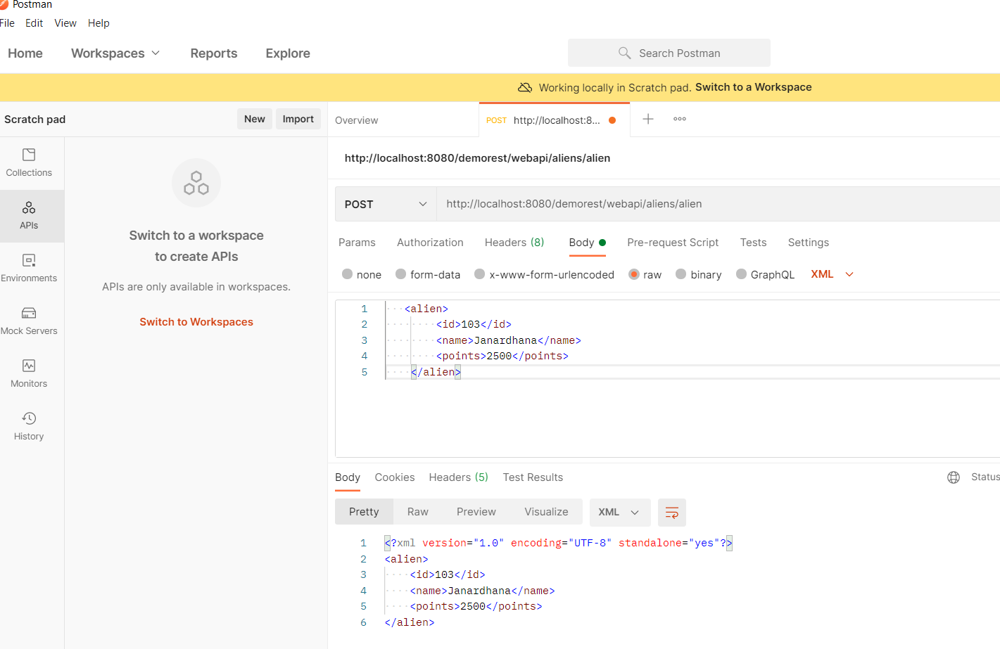 Postman
File Edit View Help
Home Workspaces Reports Explore Search Postman
Working locally in Scratch pad. Switch to a Workspace
Scratch pad New Import
Overview POST http://localhost:8... 
Collections
APIs
Environments
Mock Servers
Monitors
History
Switch to a workspace
to create APIs
APIs are only available in workspaces.
Switch to Workspaces
http://localhost:8080/demorest/webapi/aliens/alien
POST http://localhost:8080/demorest/webapi/aliens/alien
Params Authorization Headers (8) Body Pre-request Script Tests Settings
none form-data x-www-form-urlencoded raw binary GraphQL XML
1 <alien>
2 <id>103</id>
3 <name>Janardhana</name>
4 <points>2500</points>
5 </alien>
Body Cookies Headers (5) Test Results Status
Pretty Raw Preview Visualize XML
1 <?xml version="1.0" encoding="UTF-8" standalone="yes"?>
2 <alien>
3 <id>103</id>
4 <name>Janardhana</name>
5 <points>2500</points>
6 </alien>